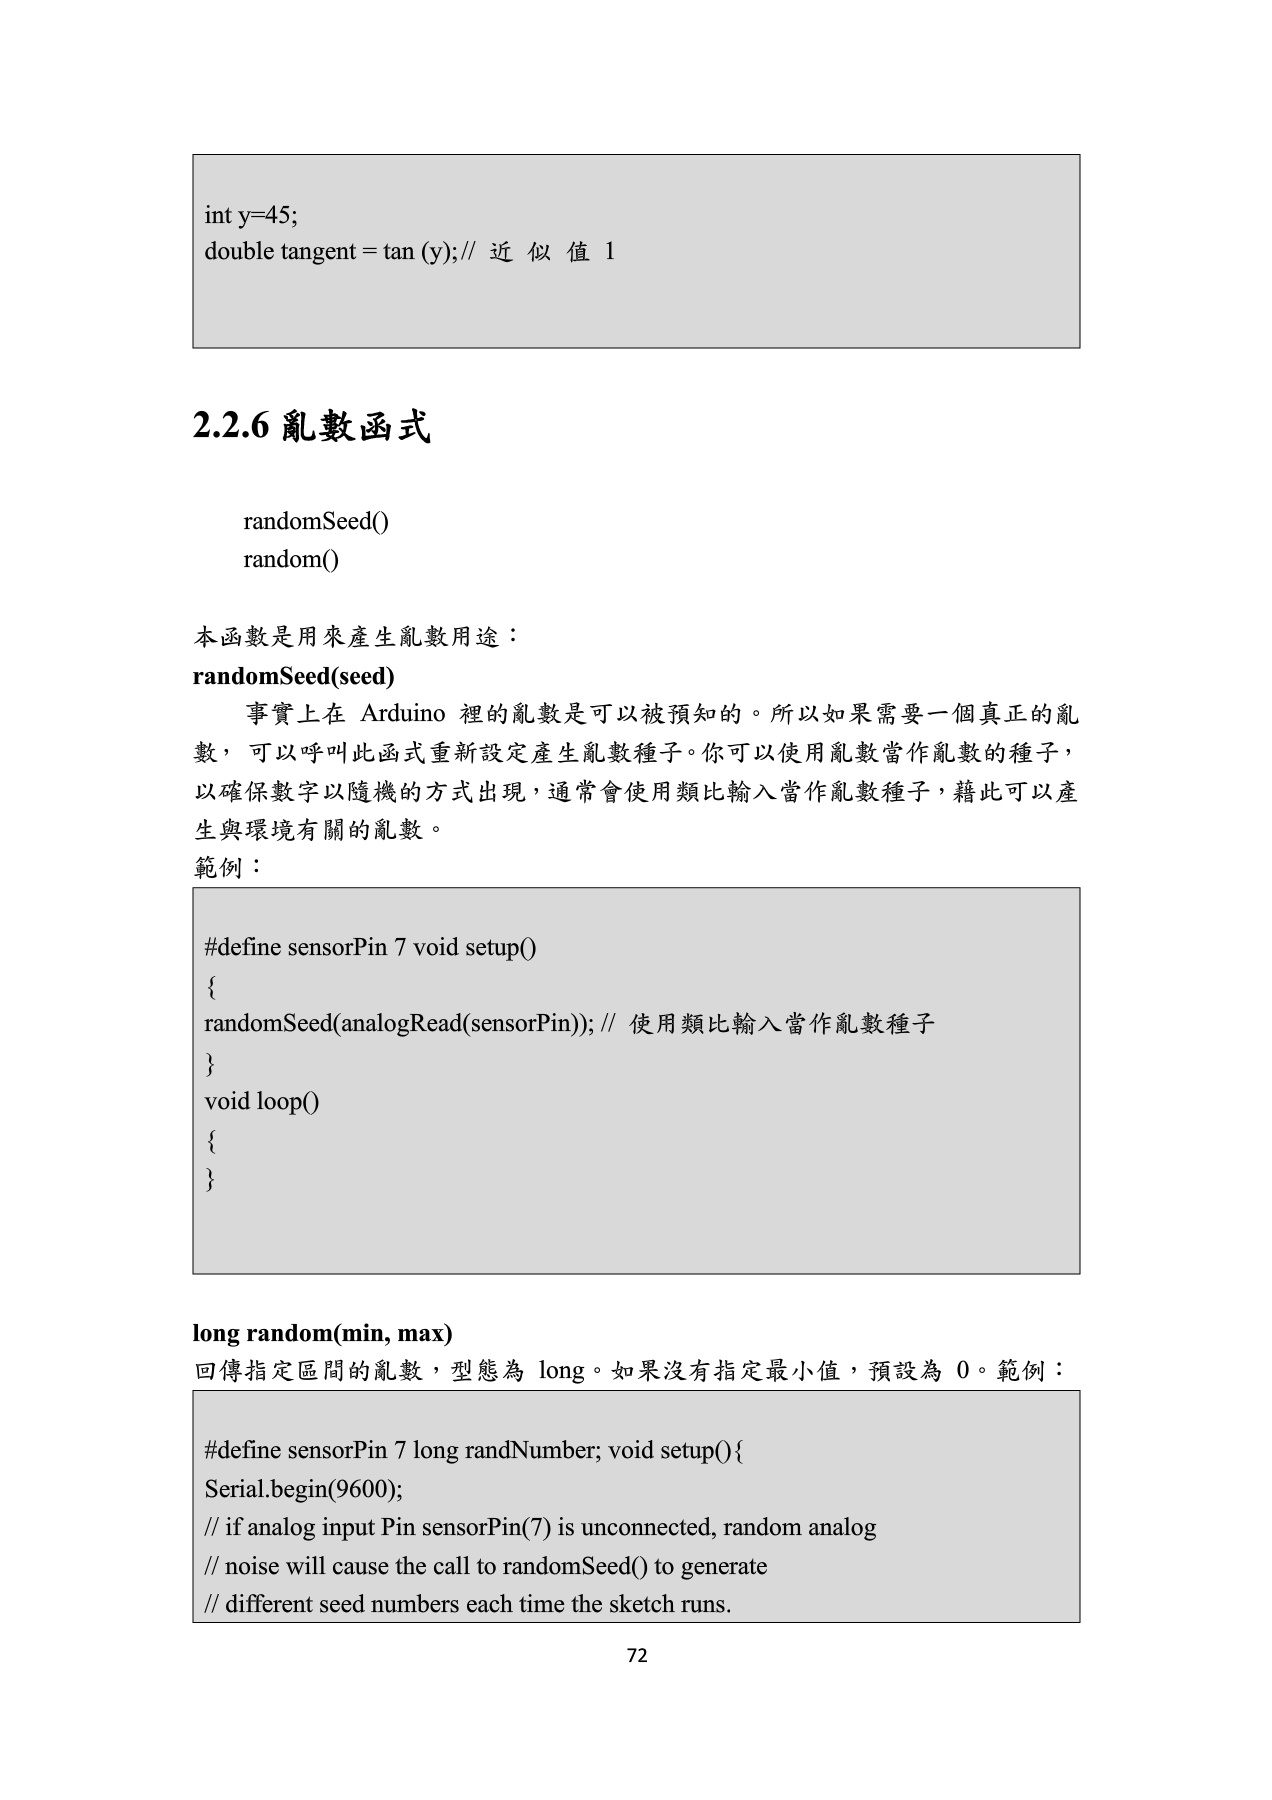 int y=45;
double tangent = tan (y);// 近 似 值 1
2.2.6 亂數函式
randomSeed()
random()
本函數是用來產生亂數用途：
randomSeed(seed)
事實上在 Arduino 裡的亂數是可以被預知的。所以如果需要一個真正的亂
數， 可以呼叫此函式重新設定產生亂數種子。你可以使用亂數當作亂數的種子，
以確保數字以隨機的方式出現，通常會使用類比輸入當作亂數種子，藉此可以產
生與環境有關的亂數。
範例：
#define sensorPin 7 void setup()
{
randomSeed(analogRead(sensorPin)); // 使用類比輸入當作亂數種子
}
void loop()
{
}
long random(min, max)
回傳指定區間的亂數，型態為 long。如果沒有指定最小值，預設為 0。範例：
#define sensorPin 7 long randNumber; void setup(){
Serial.begin(9600);
// if analog input Pin sensorPin(7) is unconnected, random analog
// noise will cause the call to randomSeed() to generate
// different seed numbers each time the sketch runs.
72